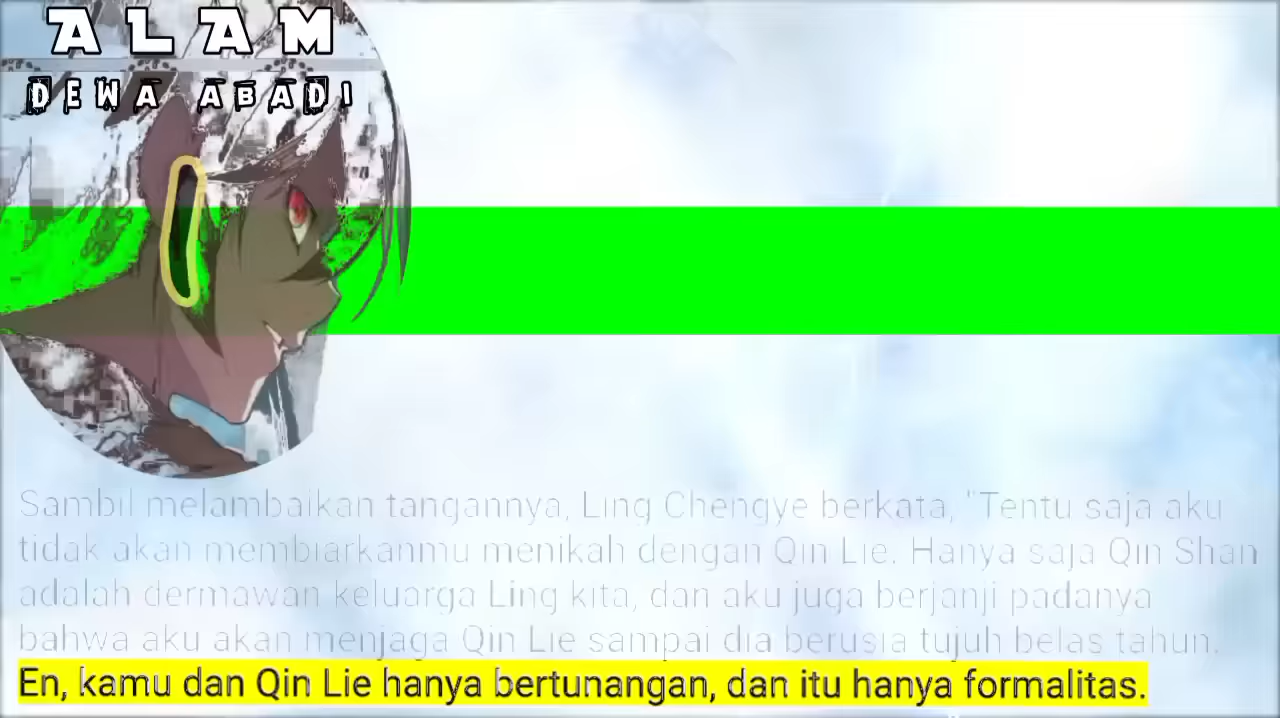 ALAM
DEWA ABADI
Sambil melambaikan tangannya, Ling Chengye berkata, "Tentu saja aku
tidak akan membiarkanmu menikah dengan Qin Lie. Hanya saja Qin Shan
adalah dermawan keluarga Ling kita, dan aku juga berjanji padanya
bahwa aku akan menjaga Qin Lie sampai dia berusia tujuh belas tahun.
En, kamu dan Qin Lie hanya bertunangan, dan itu hanya formalitas.